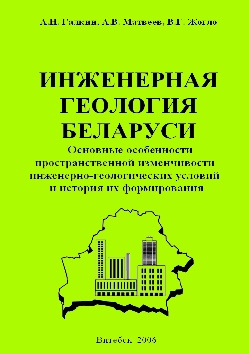 А.Н. Галкин, А.В. Матвеев, В.Г. Жогло
ИНЖЕНЕРНАЯ
ГЕОЛОГИЯ
БЕЛАРУСИ
Основные особенности
пространственной изменчивости
инженерно-геологических условий
и история их формирования
Витебск 2006